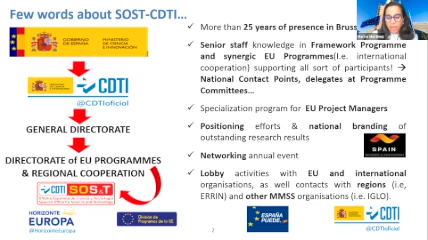 Few words about SOST-CDTI...
GOBIERNO DE ESPAÑA
MINISTERIO DE CIENCIA E INNOVACIÓN
CDTI
@CDTIoficial
GENERAL DIRECTORATE
DIRECTORATE of EU PROGRAMMES
& REGIONAL COOPERATION
CDTI SOS&T
HORIZONTE
EUROPA
@HorizonteEuropa
✓ More than 25 years of presence in Bruss
✓ Senior staff knowledge in Framework Programme
and synergic EU Programmes(I.e. international
cooperation) supporting all sort of participants! →
National Contact Points, delegates at Programme
Committees...
✓ Specialization program for EU Project Managers
✓ Positioning efforts & national branding of
outstanding research results
SPAIN
✓ Networking annual event
✓ Lobby activities with EU and international
organisations, as well contacts with regions (i.e,
ERRIN) and other MMSS organisations (i.e. IGLO).
ESPAÑA
PUEDE.
CDTI
@CDTIoficial
2